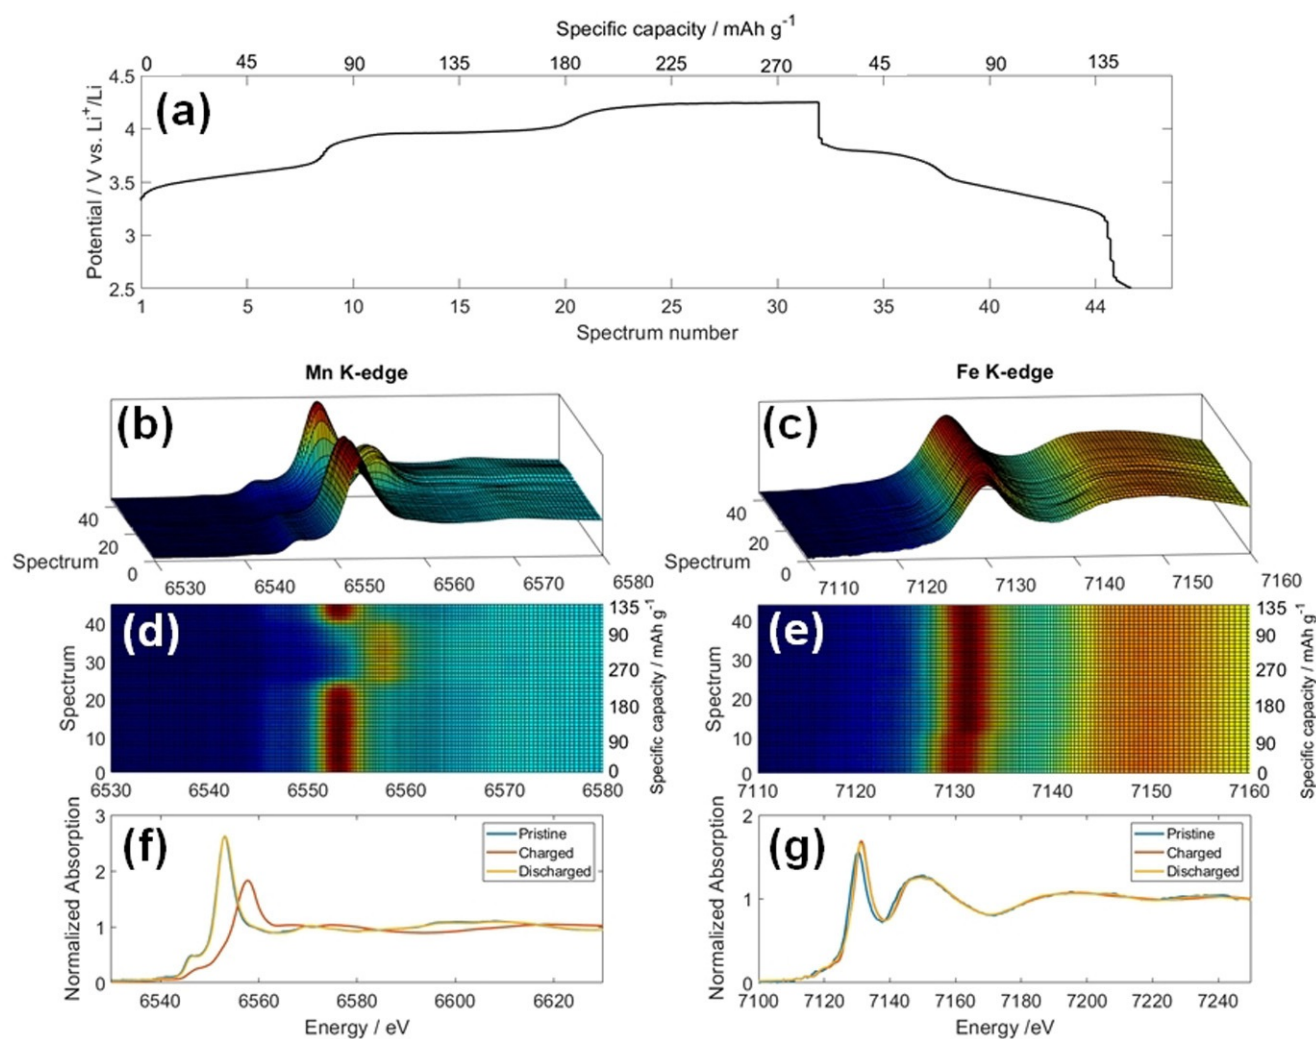 Specific capacity / mAh g-1
0 45 90 135 180 225 270 45 90 135
(a)
Potential / V vs. Li+/Li
4.5
4
3.5
3
2.5
1 5 10 15 20 25 30 35 40 44
Spectrum number
Mn K-edge
(b)
40
20
0
Spectrum
6530 6540 6550 6560 6570 6580
Fe K-edge
(c)
40
20
0
Spectrum
7110 7120 7130 7140 7150 7160
(d)
Spectrum
40
30
20
10
0
135
90
270
180
90
0
Specific capacity / mAh g-1
6530 6540 6550 6560 6570 6580
(e)
Spectrum
40
30
20
10
0
135
90
270
180
90
0
Specific capacity / mAh g-1
7110 7120 7130 7140 7150 7160
(f)
Normalized Absorption
3
2
1
0
Pristine
Charged
Discharged
6540 6560 6580 6600 6620
Energy / eV
(g)
Normalized Absorption
2
1
0
Pristine
Charged
Discharged
7100 7120 7140 7160 7180 7200 7220 7240
Energy /eV